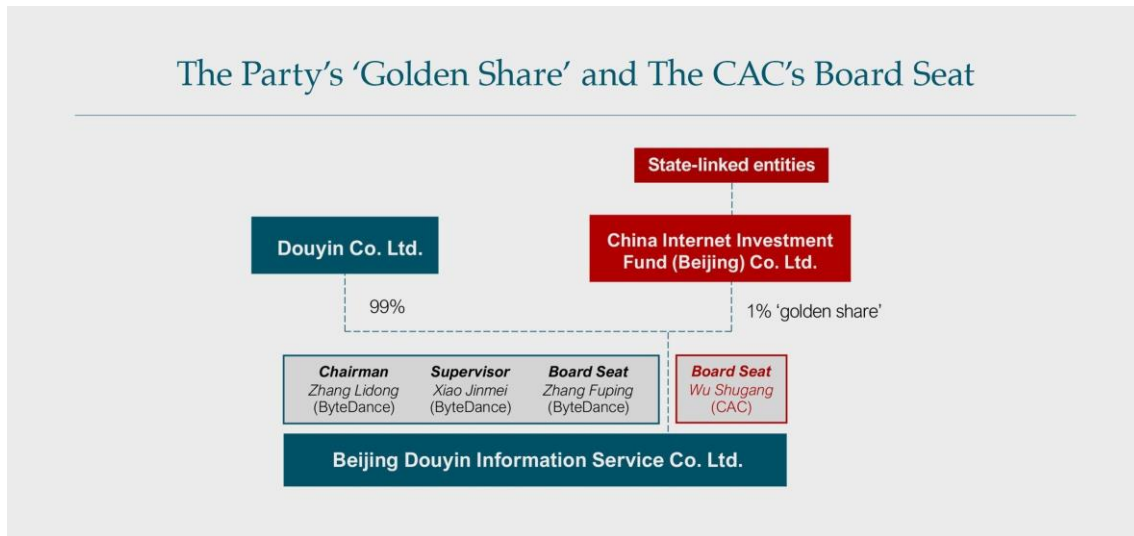 The Party's 'Golden Share' and The CAC's Board Seat
State-linked entities
Douyin Co. Ltd.
China Internet Investment
Fund (Beijing) Co. Ltd.
99%
1% 'golden share'
Chairman
Zhang Lidong
(ByteDance)
Supervisor
Xiao Jinmei
(ByteDance)
Board Seat
Zhang Fuping
(ByteDance)
Board Seat
Wu Shugang
(CAC)
Beijing Douyin Information Service Co. Ltd.